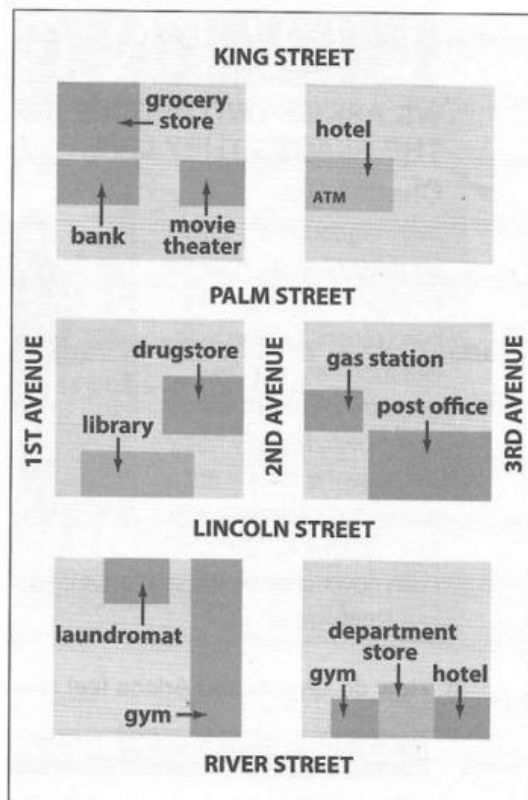 KING STREET
grocery
store
hotel
ATM
bank
movie
theater
PALM STREET
1ST AVENUE
drugstore
library
2ND AVENUE
gas station
post office
3RD AVENUE
LINCOLN STREET
laundromat
gym
department
store
gym
hotel
RIVER STREET